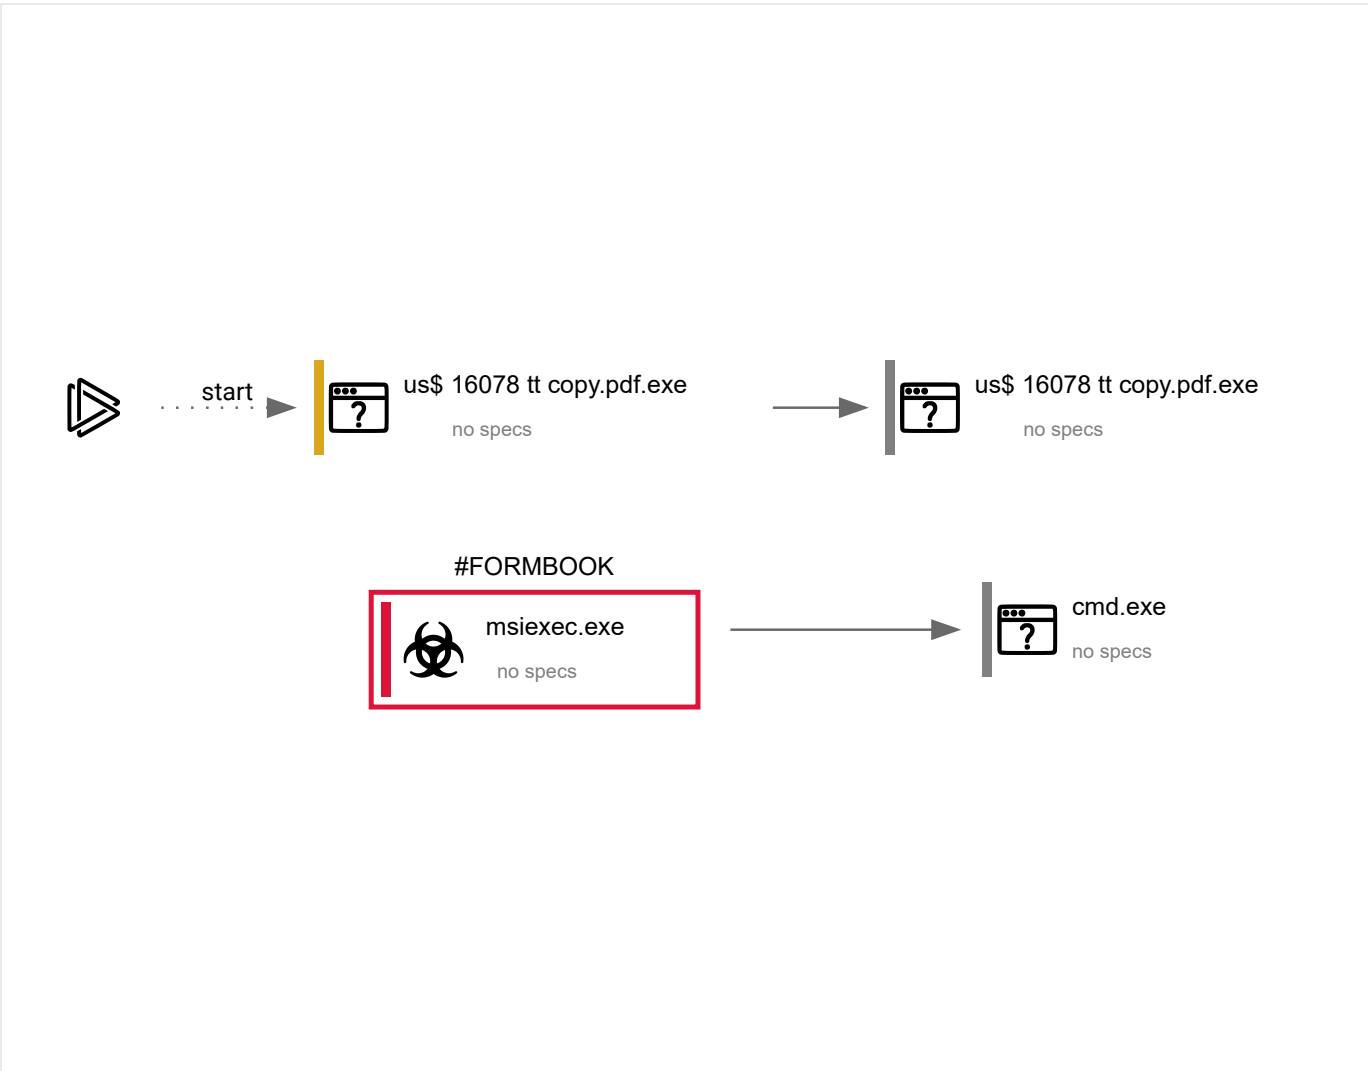 start
us$ 16078 tt copy.pdf.exe
no specs
us$ 16078 tt copy.pdf.exe
no specs
#FORMBOOK
msiexec.exe
no specs
cmd.exe
no specs